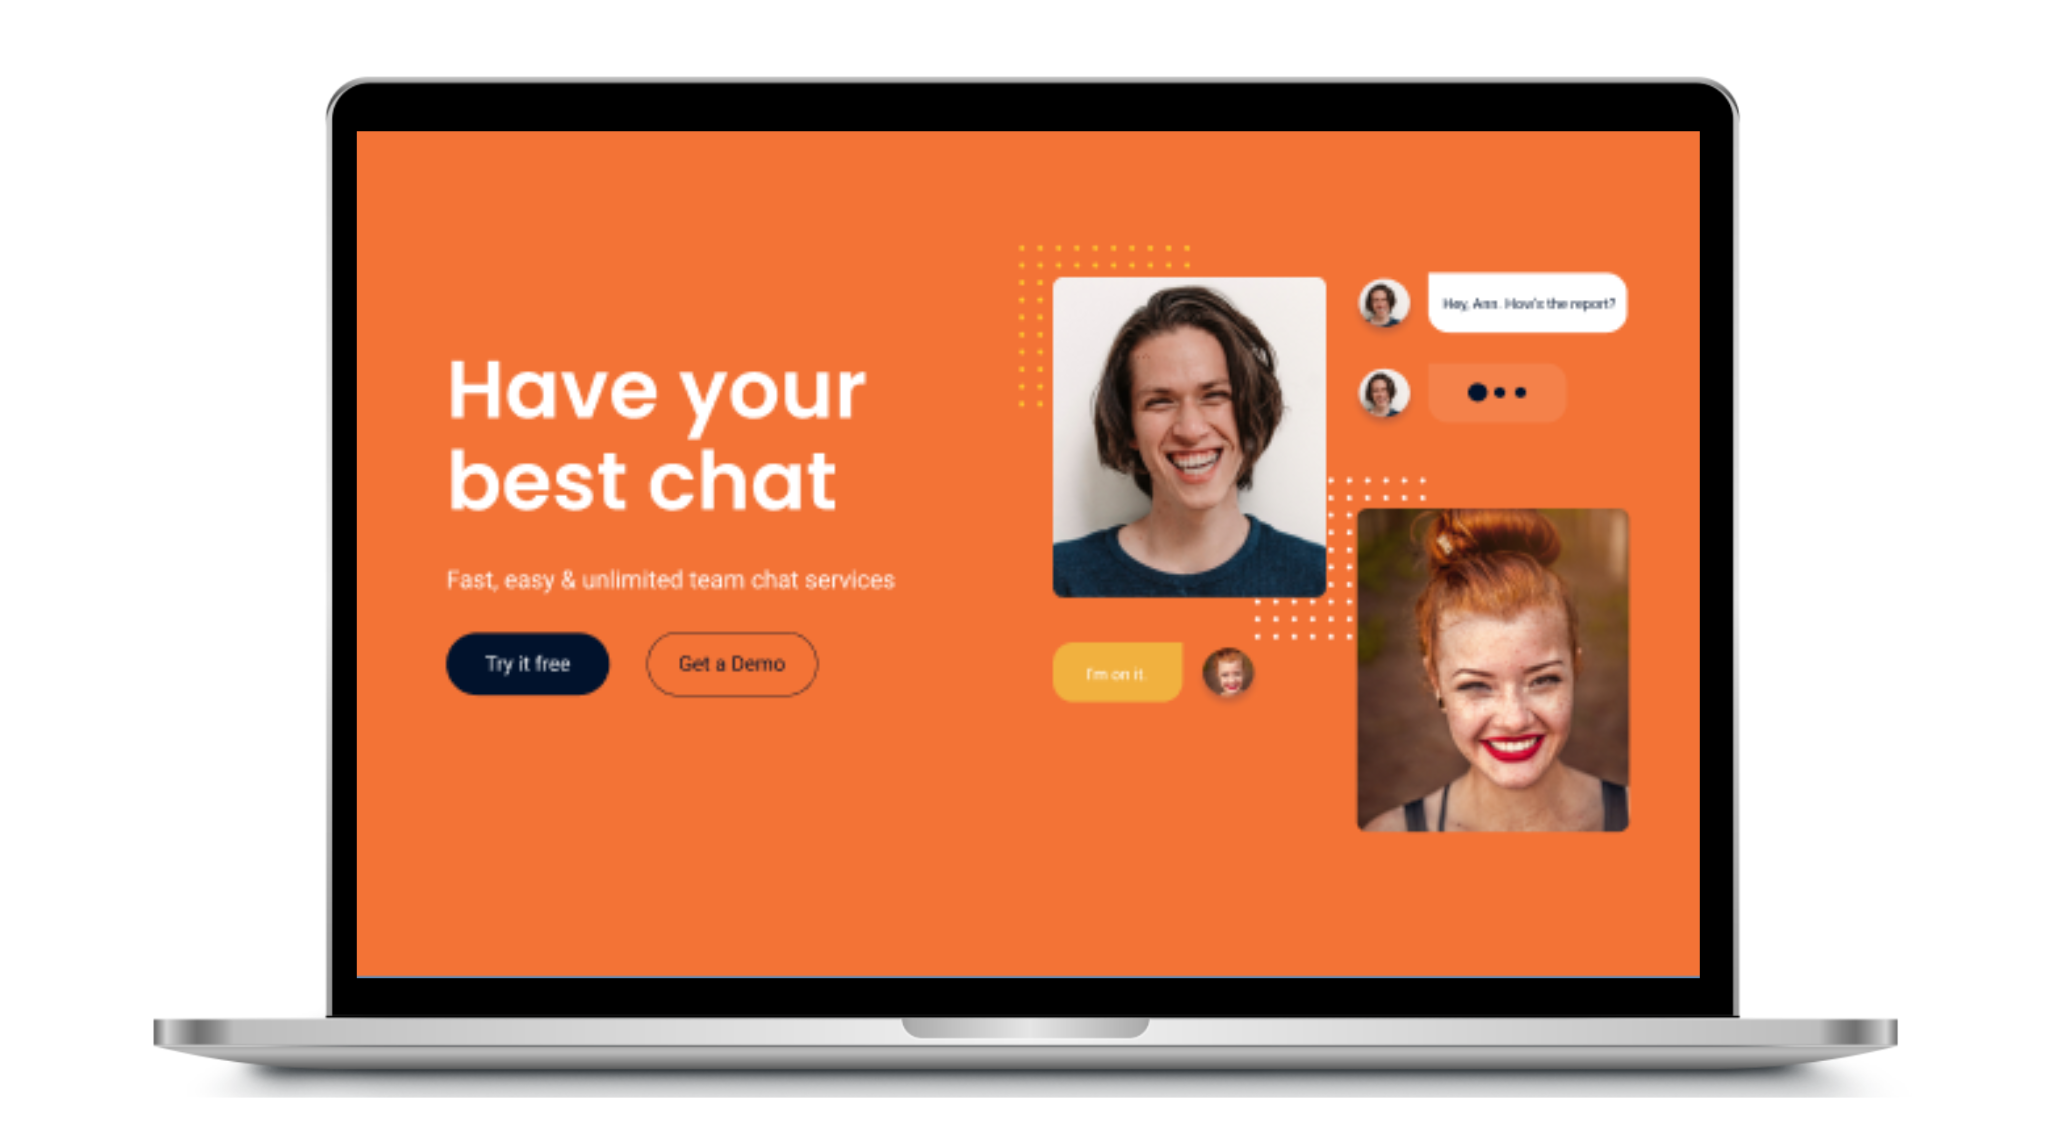 Have your
best chat
Fast, easy & unlimited team chat services
Try it free
Get a Demo
Hey, Ann. How's the report?
I'm on it.